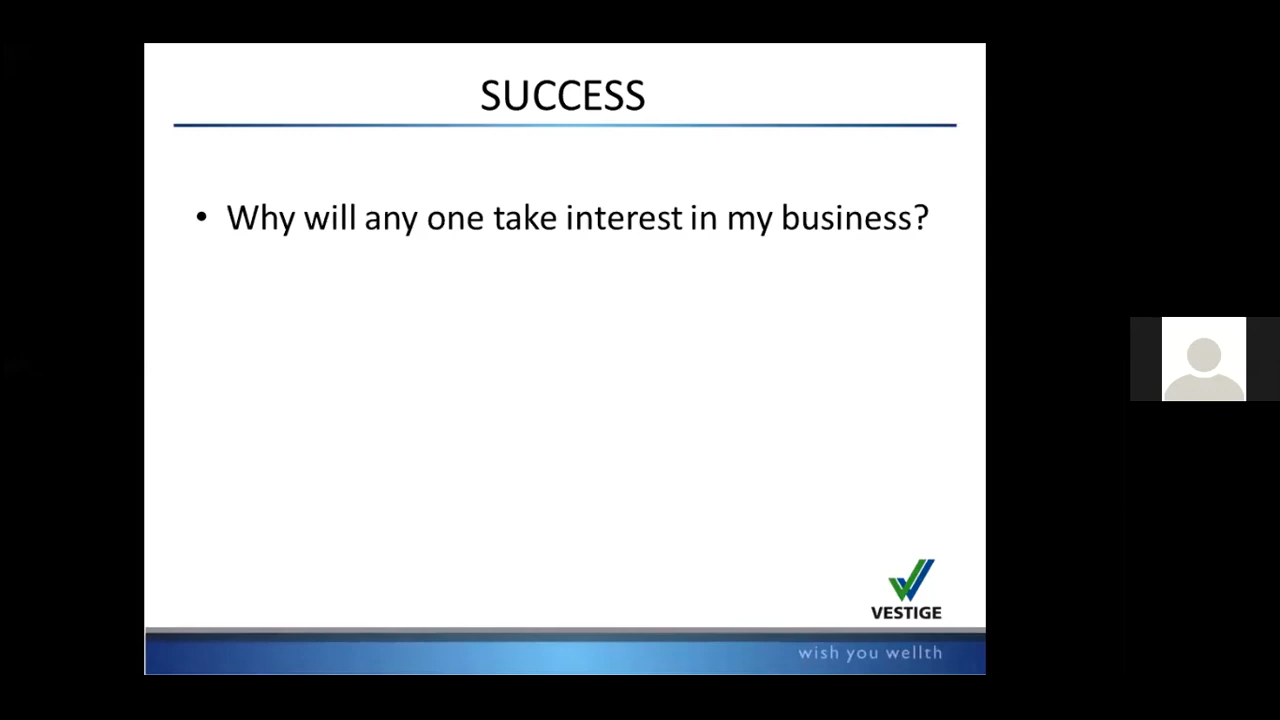 SUCCESS
• Why will any one take interest in my business?
VESTIGE
wish you wellth